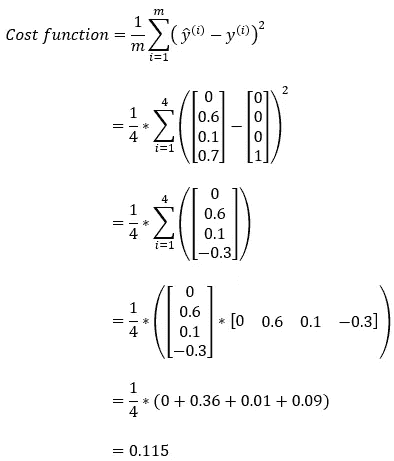 Cost function = 1/m ∑_{i=1}^{m} ( ŷ^(i) − y^(i) )^2
= 1/4 * ∑_{i=1}^{4} ( [0 0.6 0.1 0.7] − [0 0 0 1] )^2
= 1/4 * ∑_{i=1}^{4} ( [0 0.6 0.1 −0.3] )
= 1/4 * ( [0 0.6 0.1 −0.3] * [0 0.6 0.1 −0.3] )
= 1/4 * (0 + 0.36 + 0.01 + 0.09)
= 0.115